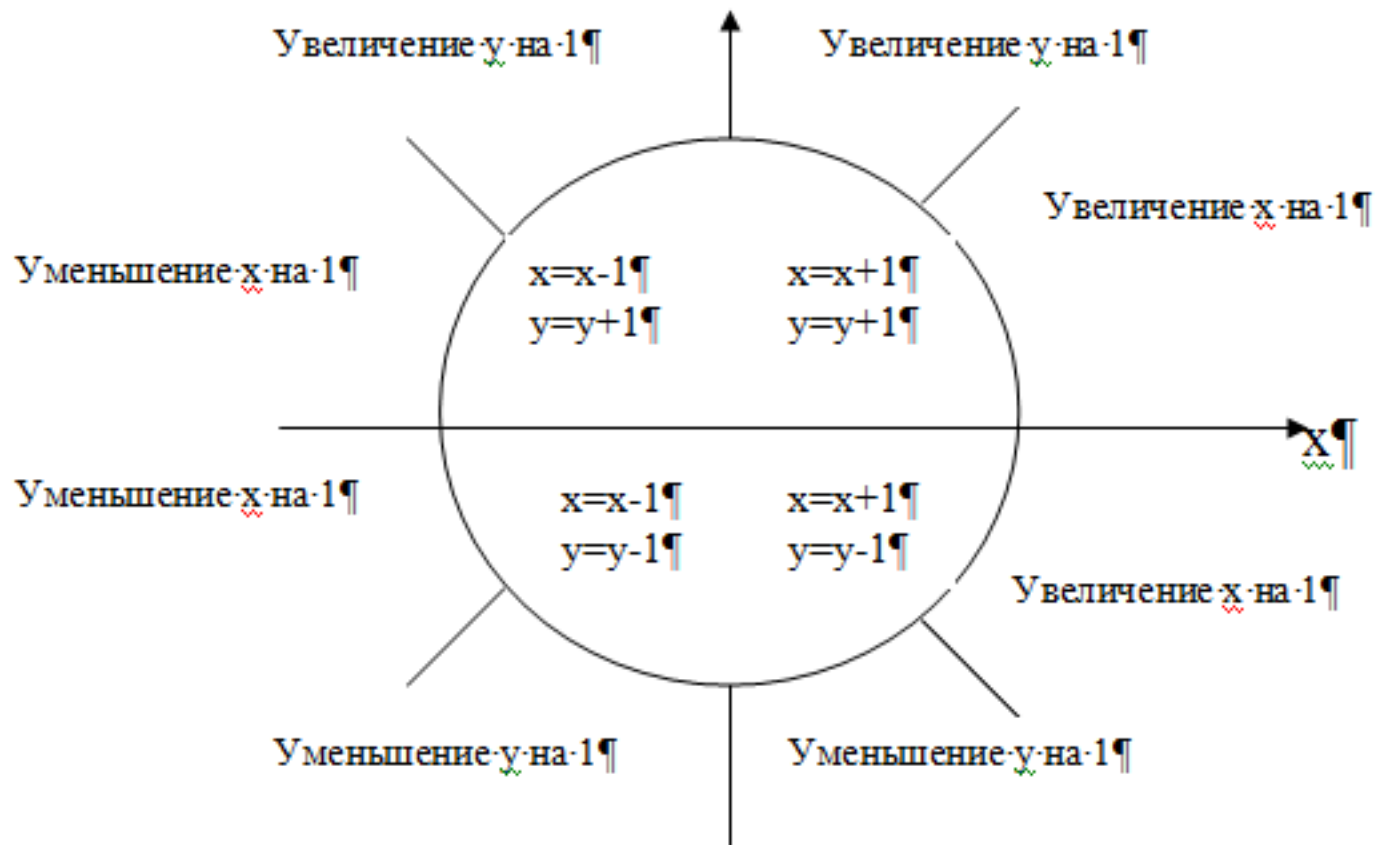 Увеличение·у·на·1¶
Увеличение·у·на·1¶
Увеличение·х·на·1¶
Уменьшение·х·на·1¶
x=x-1¶
y=y+1¶
x=x+1¶
y=y+1¶
x¶
Уменьшение·х·на·1¶
x=x-1¶
y=y-1¶
x=x+1¶
y=y-1¶
Увеличение·х·на·1¶
Уменьшение·у·на·1¶
Уменьшение·у·на·1¶